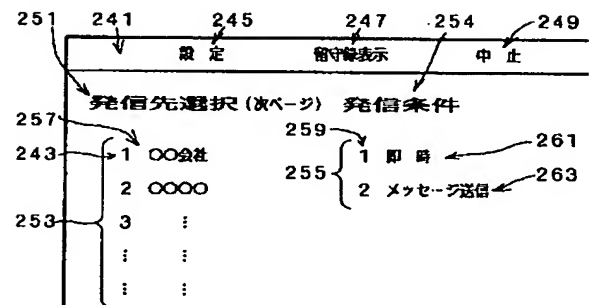 251 241 245 247 254 249
設定 留守録表示 中止
発信先選択(次ページ) 発信条件
257 259
243 1 ○○会社 1 即時 261
255
2 ○○○○ 2 メッセージ送信 263
253 3 ⋮
⋮ ⋮
⋮ ⋮